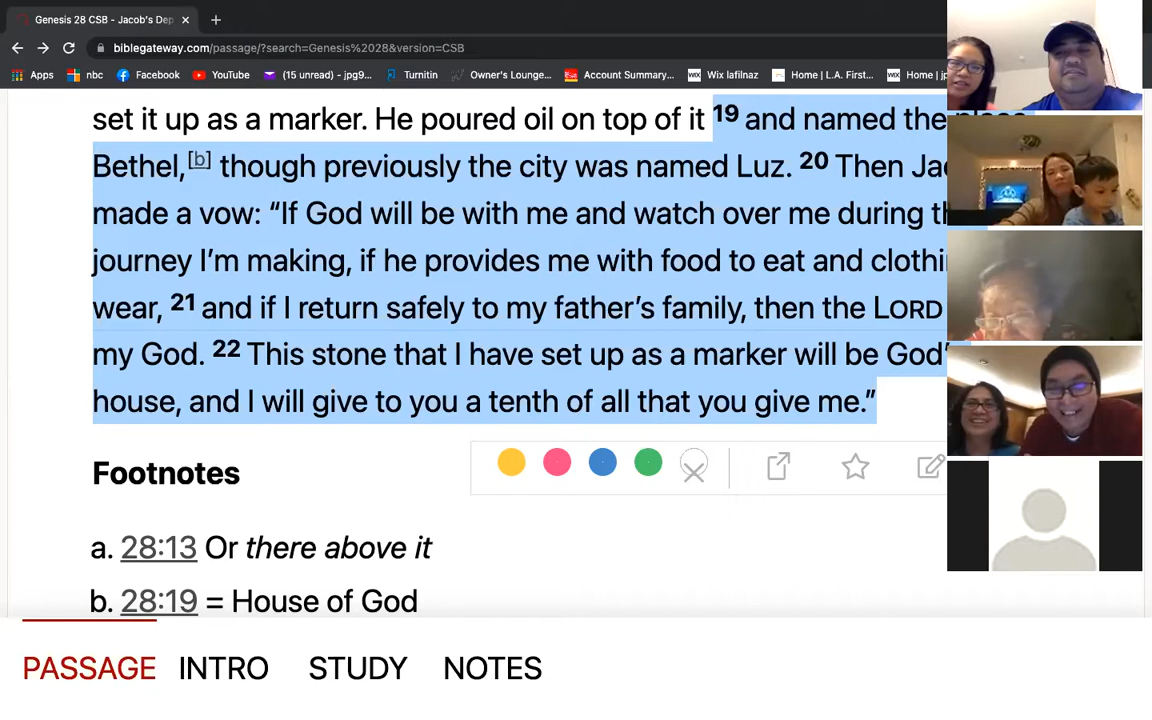 Genesis 28 CSB - Jacob's Dep
biblegateway.com/passage/?search=Genesis%2028&version=CSB
Apps nbc Facebook YouTube (15 unread) - jpg9... Turnitin Owner's Lounge... Account Summary... Wix lafilnaz Home | L.A. First... Home | j
set it up as a marker. He poured oil on top of it 19 and named the place
Bethel,[b] though previously the city was named Luz. 20 Then Ja
made a vow: “If God will be with me and watch over me during th
journey I’m making, if he provides me with food to eat and clothi
wear, 21 and if I return safely to my father’s family, then the LORD
my God. 22 This stone that I have set up as a marker will be God’
house, and I will give to you a tenth of all that you give me.”
Footnotes
a. 28:13 Or there above it
b. 28:19 = House of God
PASSAGE INTRO STUDY NOTES